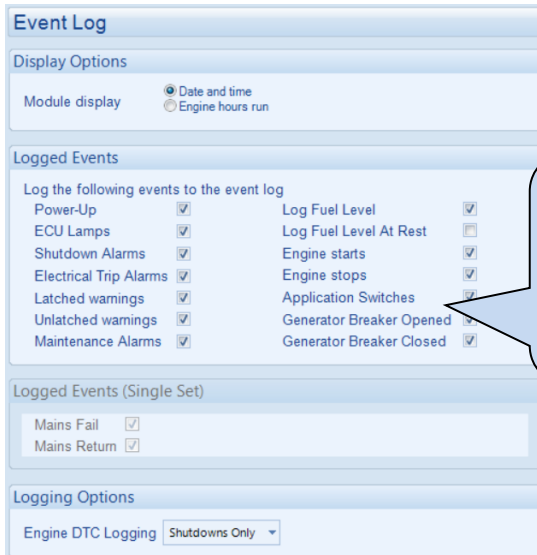 Event Log
Display Options
Module display
Date and time
Engine hours run
Logged Events
Log the following events to the event log
Power-Up
Log Fuel Level
ECU Lamps
Log Fuel Level At Rest
Shutdown Alarms
Engine starts
Electrical Trip Alarms
Engine stops
Latched warnings
Application Switches
Unlatched warnings
Generator Breaker Opened
Maintenance Alarms
Generator Breaker Closed
Logged Events (Single Set)
Mains Fail
Mains Return
Logging Options
Engine DTC Logging Shutdowns Only